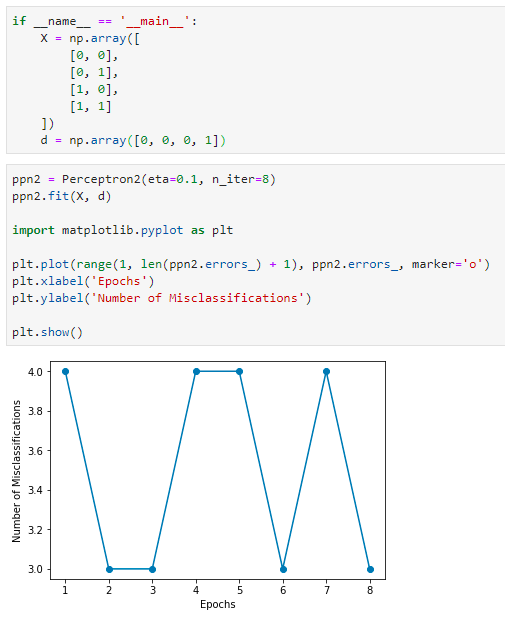 if __name__ == '__main__':
    X = np.array([
        [0, 0],
        [0, 1],
        [1, 0],
        [1, 1]
    ])
    d = np.array([0, 0, 0, 1])
ppn2 = Perceptron2(eta=0.1, n_iter=8)
ppn2.fit(X, d)
import matplotlib.pyplot as plt
plt.plot(range(1, len(ppn2.errors_) + 1), ppn2.errors_, marker='o')
plt.xlabel('Epochs')
plt.ylabel('Number of Misclassifications')
plt.show()
Number of Misclassifications
4.0
3.8
3.6
3.4
3.2
3.0
1 2 3 4 5 6 7 8
Epochs